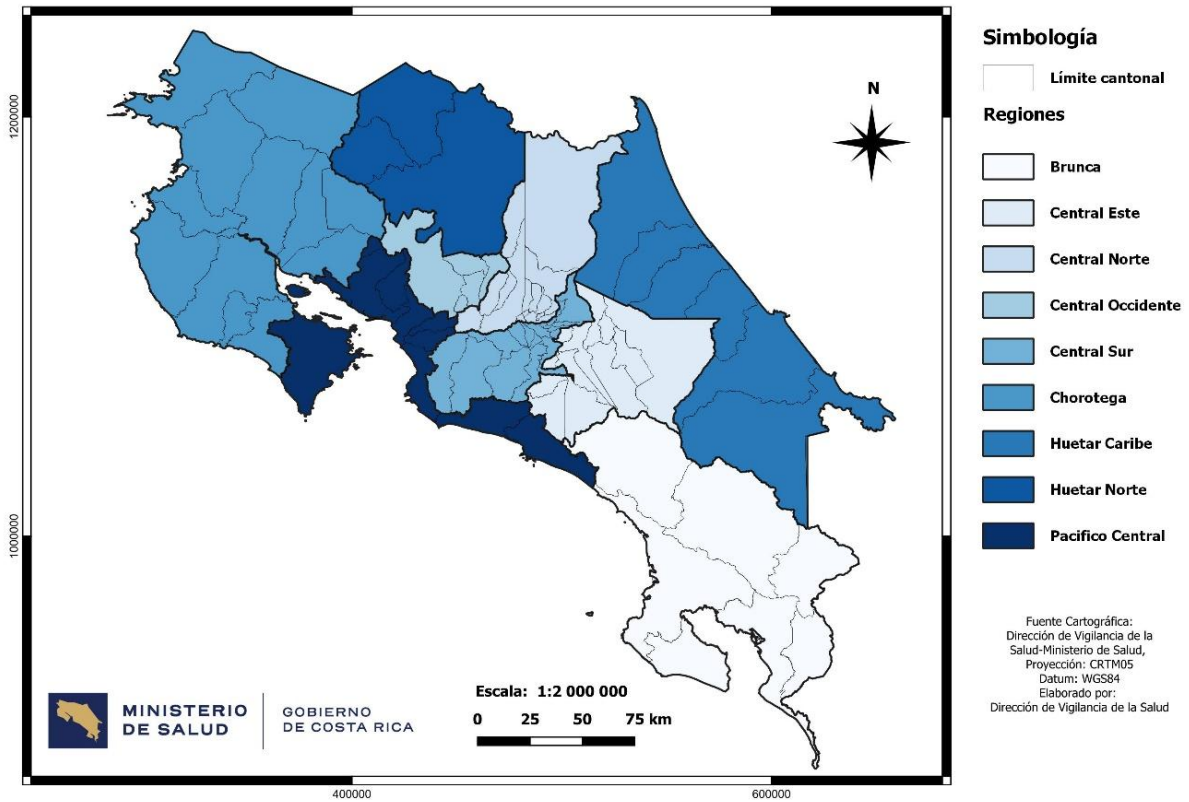 1200000
1000000
400000
600000
N
Escala: 1:2 000 000
0 25 50 75 km
MINISTERIO
DE SALUD
GOBIERNO
DE COSTA RICA
Simbología
Límite cantonal
Regiones
Brunca
Central Este
Central Norte
Central Occidente
Central Sur
Chorotega
Huetar Caribe
Huetar Norte
Pacifico Central
Fuente Cartográfica:
Dirección de Vigilancia de la
Salud-Ministerio de Salud,
Proyección: CRTM05
Datum: WGS84
Elaborado por:
Dirección de Vigilancia de la Salud